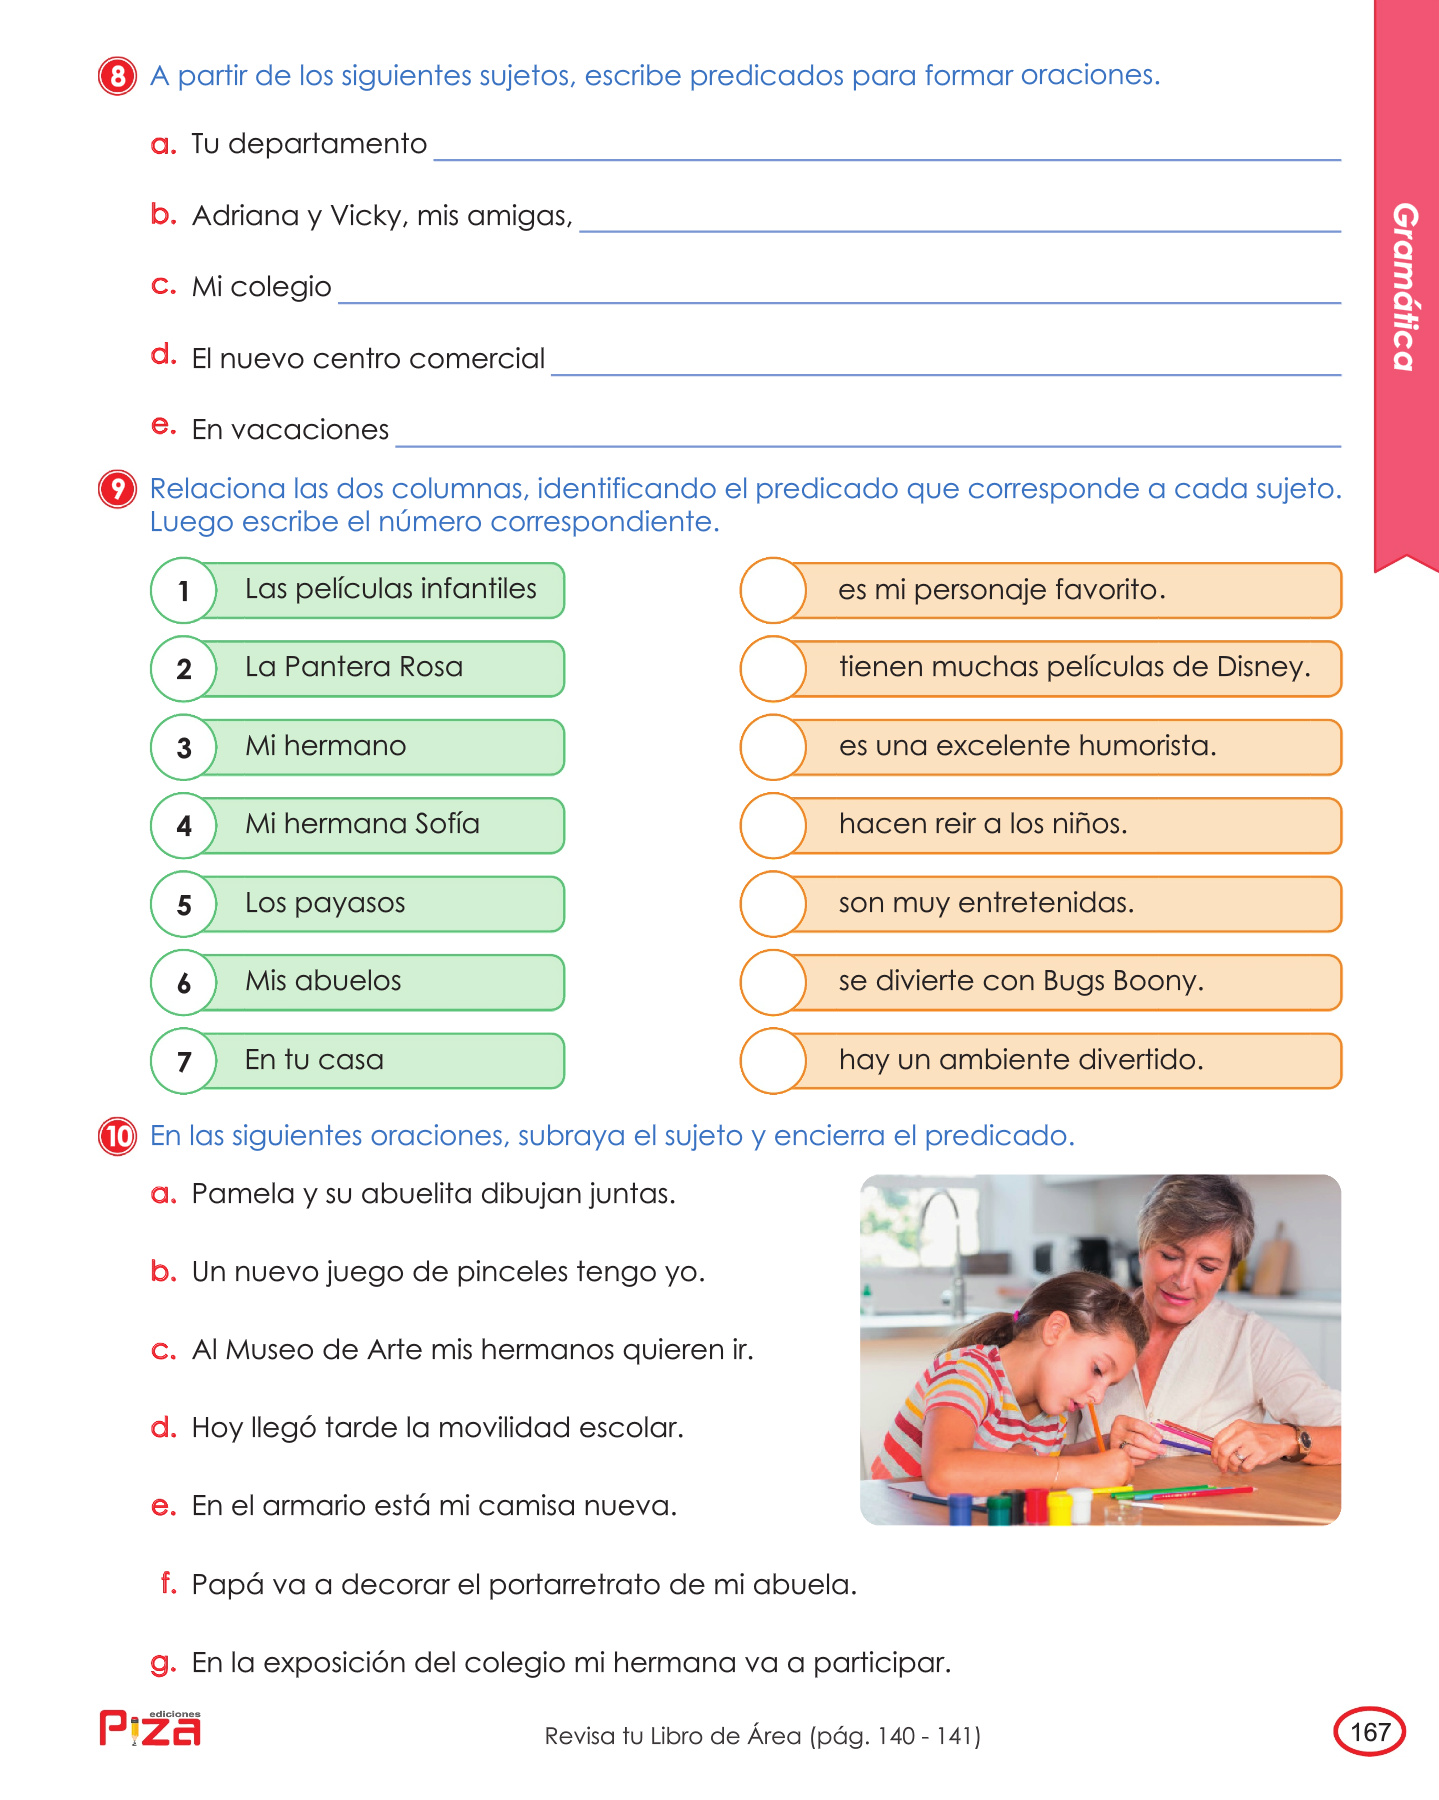 8 A partir de los siguientes sujetos, escribe predicados para formar oraciones.
a. Tu departamento
b. Adriana y Vicky, mis amigas,
c. Mi colegio
d. El nuevo centro comercial
e. En vacaciones
Gramática
9 Relaciona las dos columnas, identificando el predicado que corresponde a cada sujeto.
Luego escribe el número correspondiente.
1 Las películas infantiles
es mi personaje favorito.
2 La Pantera Rosa
tienen muchas películas de Disney.
3 Mi hermano
es una excelente humorista.
4 Mi hermana Sofía
hacen reir a los niños.
5 Los payasos
son muy entretenidas.
6 Mis abuelos
se divierte con Bugs Boony.
7 En tu casa
hay un ambiente divertido.
10 En las siguientes oraciones, subraya el sujeto y encierra el predicado.
a. Pamela y su abuelita dibujan juntas.
b. Un nuevo juego de pinceles tengo yo.
c. Al Museo de Arte mis hermanos quieren ir.
d. Hoy llegó tarde la movilidad escolar.
e. En el armario está mi camisa nueva.
f. Papá va a decorar el portarretrato de mi abuela.
g. En la exposición del colegio mi hermana va a participar.
ediciones
Piza
Revisa tu Libro de Área (pág. 140 - 141)
167